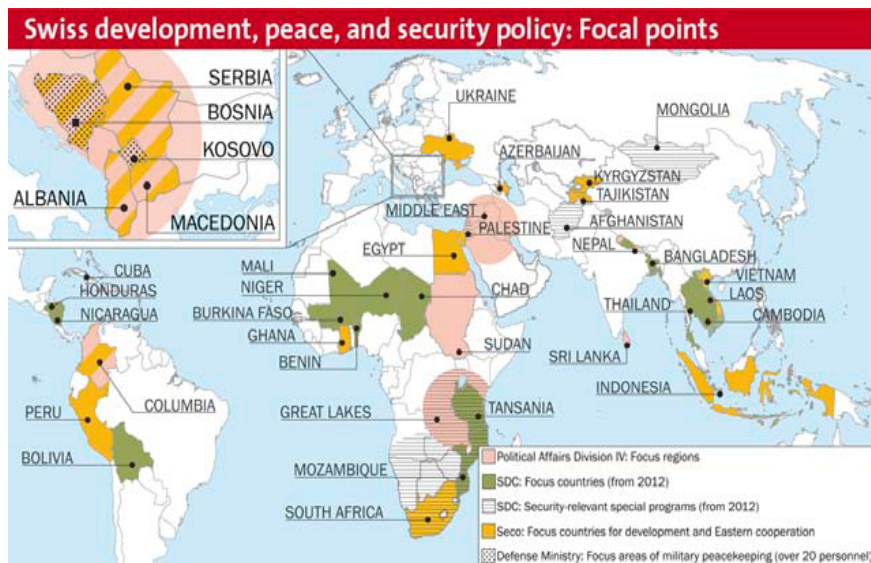 Swiss development, peace, and security policy: Focal points
SERBIA
BOSNIA
KOSOVO
ALBANIA
MACEDONIA
UKRAINE
MONGOLIA
AZERBAIJAN
KYRGYZSTAN
TAJIKISTAN
MIDDLE EAST
PALESTINE
AFGHANISTAN
NEPAL
BANGLADESH
EGYPT
VIETNAM
LAOS
CAMBODIA
THAILAND
MALI
NIGER
CHAD
CUBA
HONDURAS
NICARAGUA
BURKINA FASO
GHANA
BENIN
SUDAN
SRI LANKA
INDONESIA
PERU
COLUMBIA
BOLIVIA
GREAT LAKES
TANSANIA
MOZAMBIQUE
SOUTH AFRICA
Political Affairs Division IV: Focus regions
SDC: Focus countries (from 2012)
SDC: Security-relevant special programs (from 2012)
Seco: Focus countries for development and Eastern cooperation
Defense Ministry: Focus areas of military peacekeeping (over 20 personnel)